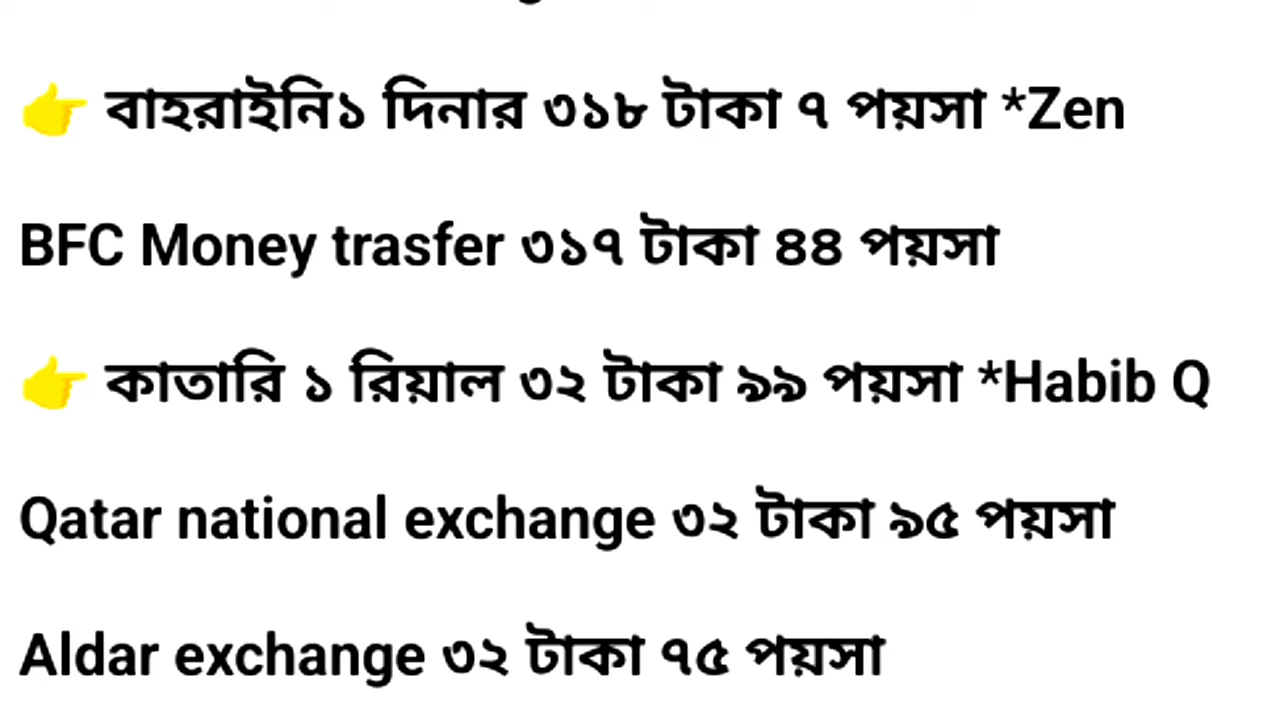 👉 বাহরাইনি১ দিনার ৩১৮ টাকা ৭ পয়সা *Zen
BFC Money trasfer ৩১৭ টাকা ৪৪ পয়সা
👉 কাতারি ১ রিয়াল ৩২ টাকা ৯৯ পয়সা *Habib Q
Qatar national exchange ৩২ টাকা ৯৫ পয়সা
Aldar exchange ৩২ টাকা ৭৫ পয়সা